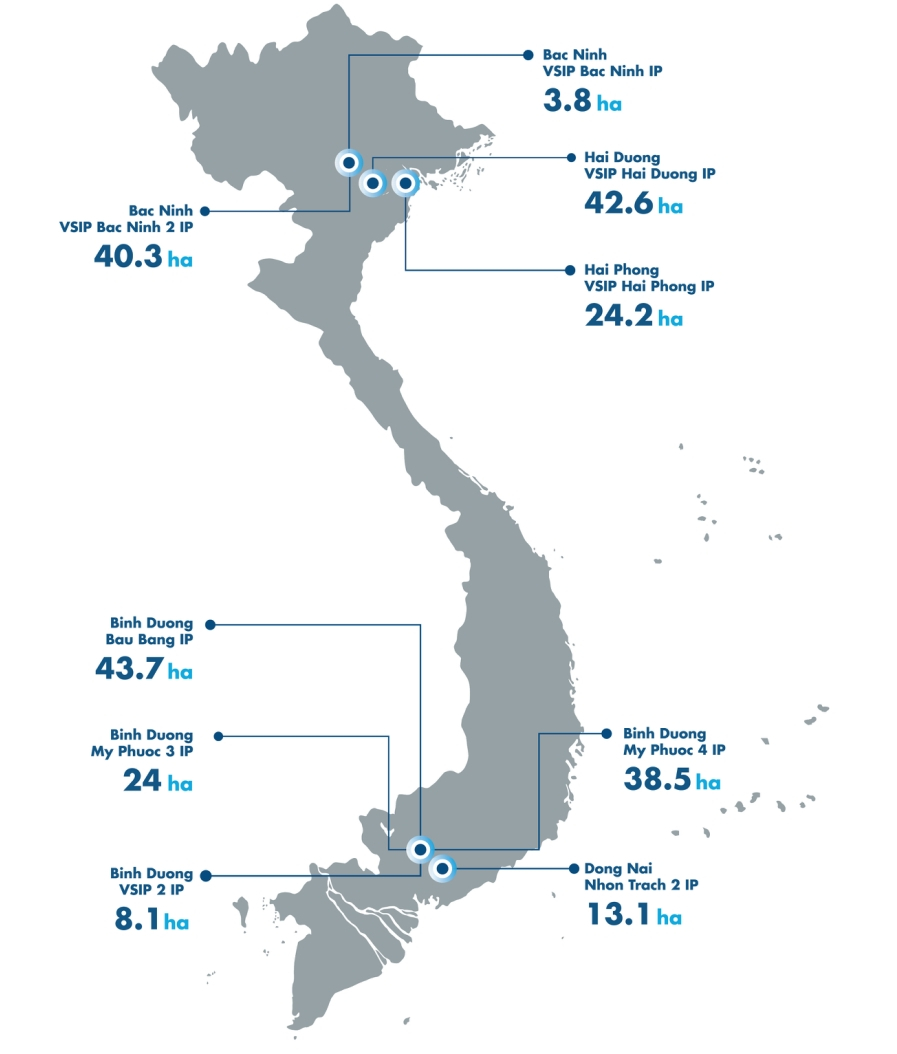 Bac Ninh
VSIP Bac Ninh IP
3.8 ha
Hai Duong
VSIP Hai Duong IP
42.6 ha
Bac Ninh
VSIP Bac Ninh 2 IP
40.3 ha
Hai Phong
VSIP Hai Phong IP
24.2 ha
Binh Duong
Bau Bang IP
43.7 ha
Binh Duong
My Phuoc 3 IP
24 ha
Binh Duong
My Phuoc 4 IP
38.5 ha
Binh Duong
VSIP 2 IP
8.1 ha
Dong Nai
Nhon Trach 2 IP
13.1 ha